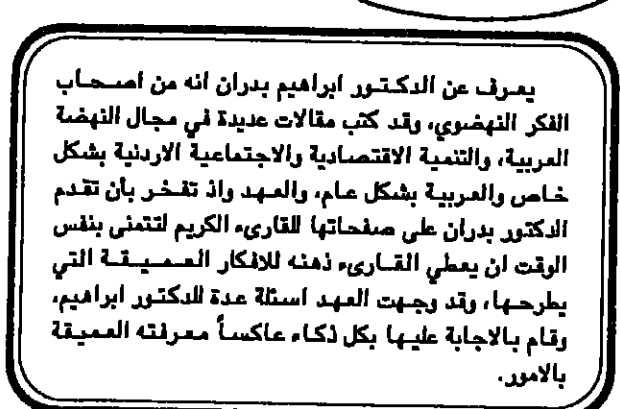 يعرف عن الدكتور ابراهيم بدران انه من اصحاب
الفكر النهضوي، وقد كتب مقالات عديدة في مجال النهضة
العربية، والتنمية الاقتصادية والاجتماعية الاردنية بشكل
خاص والعربية بشكل عام، والعهد واذ تفخر بأن تقدم
الدكتور بدران على صفحاتها للقارىء الكريم لتتمنى بنفس
الوقت ان يعطي القارىء ذهنه للافكار العميقة التي
يطرحها، وقد وجهت العهد اسئلة عدة للدكتور ابراهيم،
وقام بالاجابة عليها بكل ذكاء عاكساً معرفته العميقة
بالامور.